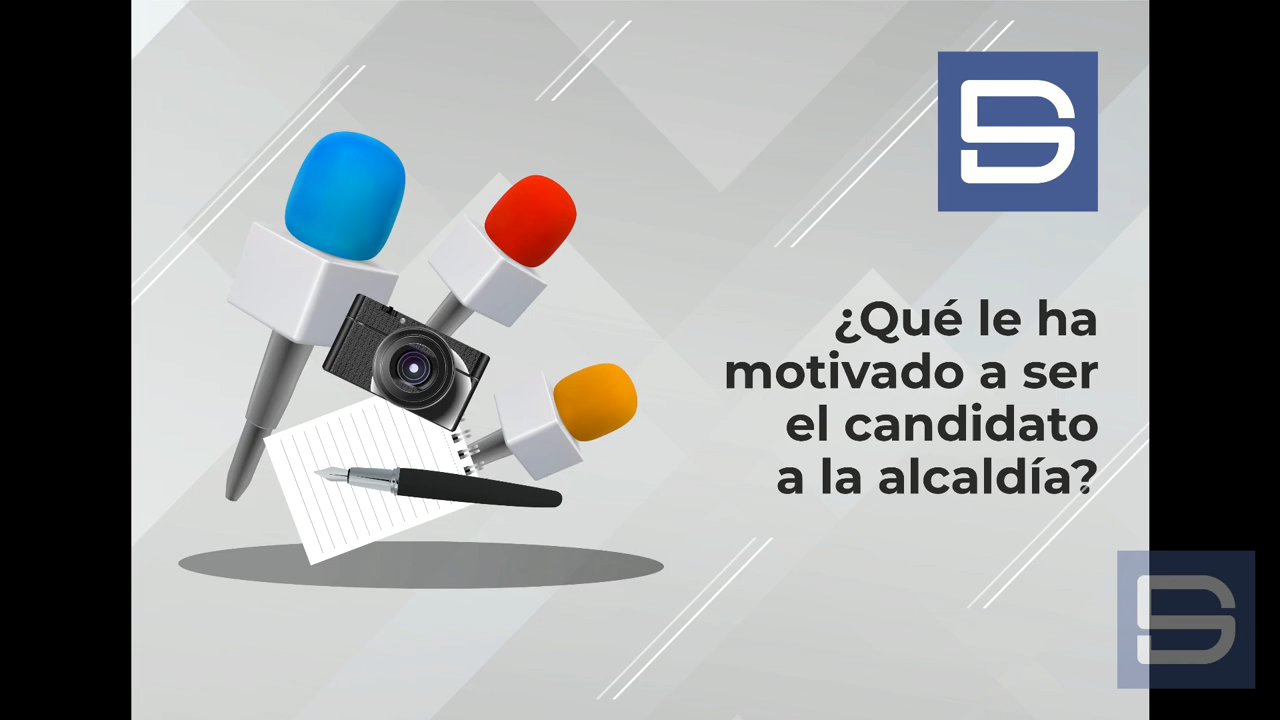 ¿Qué le ha
motivado a ser
el candidato
a la alcaldía?